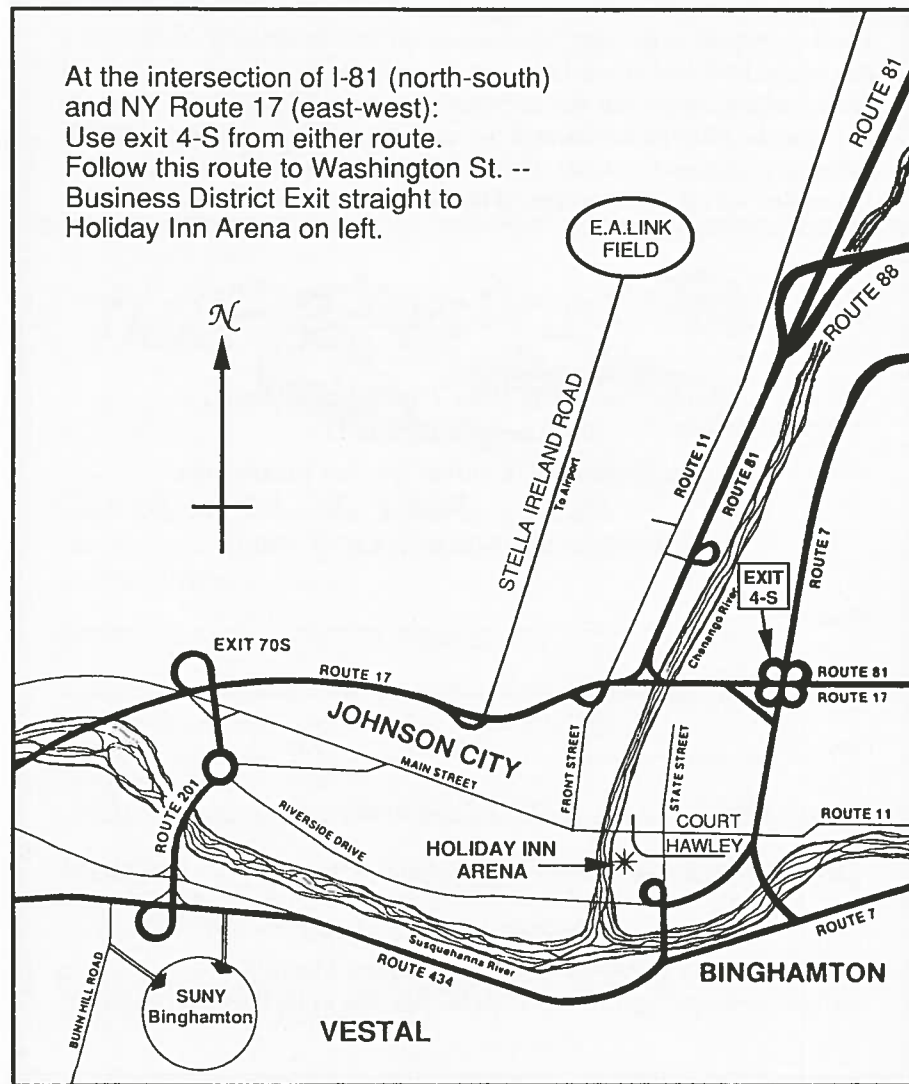 At the intersection of I-81 (north-south)
and NY Route 17 (east-west):
Use exit 4-S from either route.
Follow this route to Washington St. --
Business District Exit straight to
Holiday Inn Arena on left.
ROUTE 81
E.A.LINK
FIELD
ROUTE 88
N
STELLA IRELAND ROAD
To Airport
ROUTE 11
ROUTE 81
ROUTE 7
Chenango River
EXIT
4-S
EXIT 70S
ROUTE 17
ROUTE 81
ROUTE 17
JOHNSON CITY
MAIN STREET
FRONT STREET
STATE STREET
ROUTE 201
RIVERSIDE DRIVE
ROUTE 11
COURT
HAWLEY
HOLIDAY INN
ARENA
Susquehanna River
ROUTE 434
ROUTE 7
BINGHAMTON
BUNN HILL ROAD
SUNY
Binghamton
VESTAL